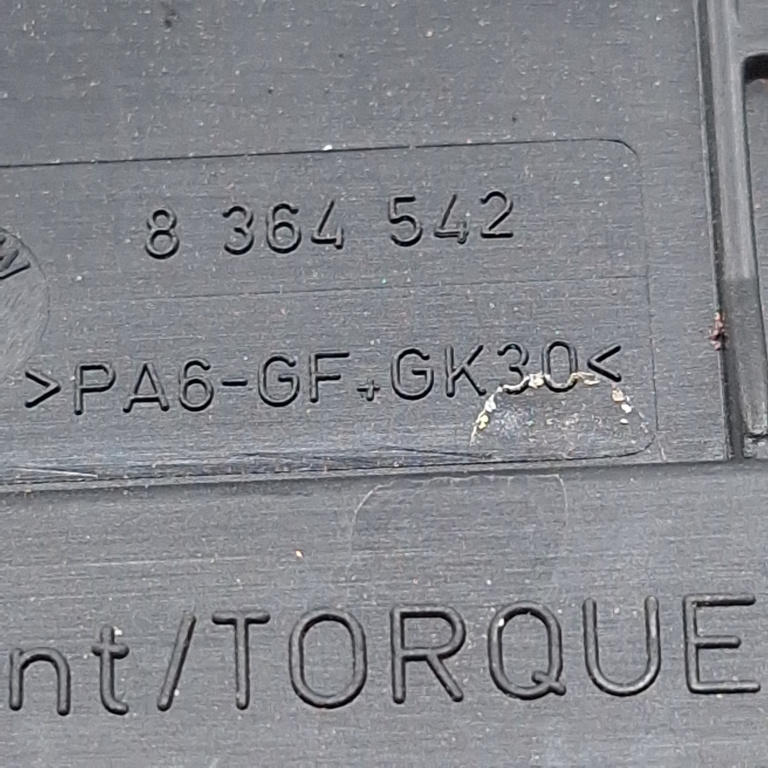 8 364 542
>PA6-GF+GK30<
nt/TORQUE